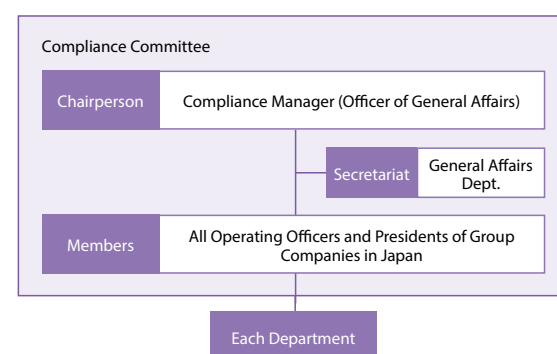 Compliance Committee
Chairperson
Compliance Manager (Officer of General Affairs)
Secretariat
General Affairs
Dept.
Members
All Operating Officers and Presidents of Group
Companies in Japan
Each Department